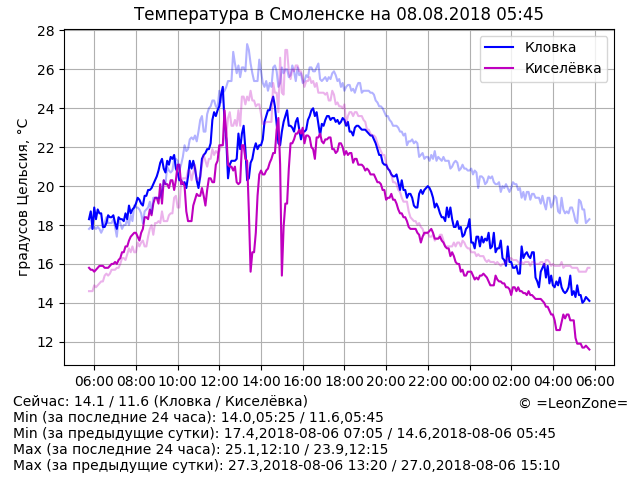 Температура в Смоленске на 08.08.2018 05:45
28
26
24
22
20
18
16
14
12
градусов Цельсия, °C
Кловка
Киселёвка
06:00 08:00 10:00 12:00 14:00 16:00 18:00 20:00 22:00 00:00 02:00 04:00 06:00
Сейчас: 14.1 / 11.6 (Кловка / Киселёвка)
© =LeonZone=
Min (за последние 24 часа): 14.0,05:25 / 11.6,05:45
Min (за предыдущие сутки): 17.4,2018-08-06 07:05 / 14.6,2018-08-06 05:45
Max (за последние 24 часа): 25.1,12:10 / 23.9,12:15
Max (за предыдущие сутки): 27.3,2018-08-06 13:20 / 27.0,2018-08-06 15:10